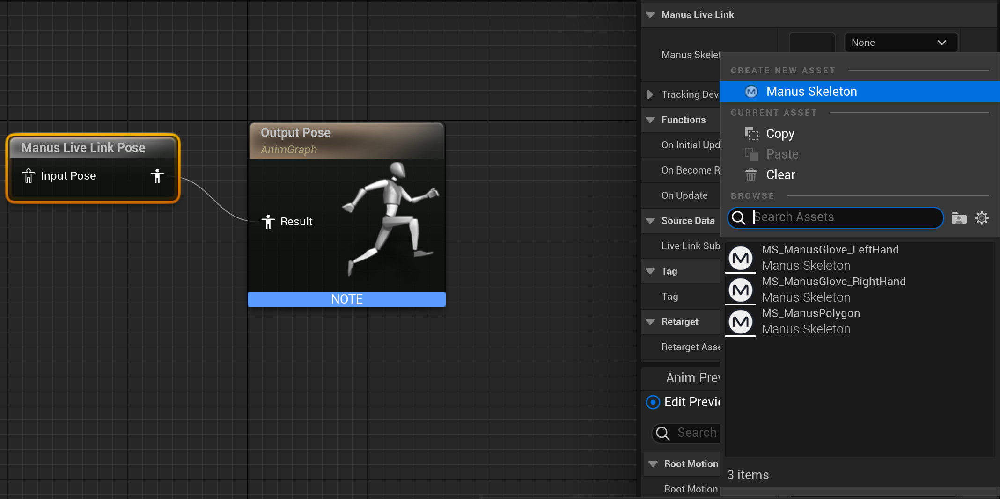 Manus Live Link Pose
Input Pose
Output Pose
AnimGraph
Result
NOTE
Manus Live Link
Manus Skelet
None
Tracking Dev
Functions
On Initial Upd
On Become R
On Update
Source Data
Live Link Sub
Tag
Tag
Retarget
Retarget Asse
Anim Prev
Edit Previe
Search
Root Motion
Root Motion
CREATE NEW ASSET
Manus Skeleton
CURRENT ASSET
Copy
Paste
Clear
BROWSE
Search Assets
MS_ManusGlove_LeftHand
Manus Skeleton
MS_ManusGlove_RightHand
Manus Skeleton
MS_ManusPolygon
Manus Skeleton
3 items